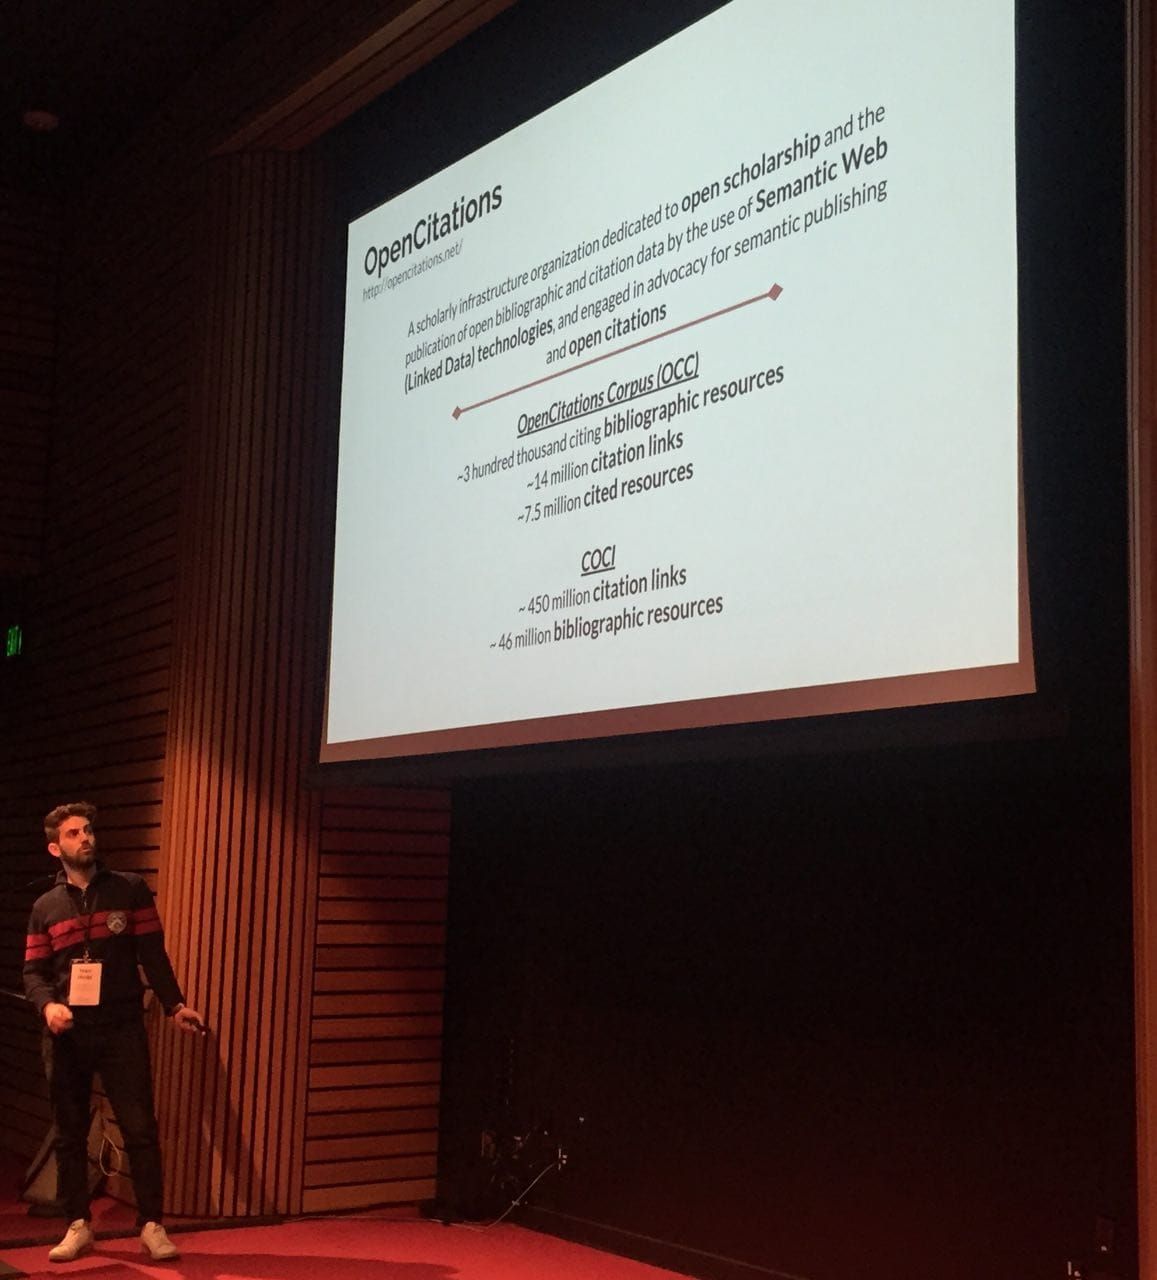 OpenCitations
http://opencitations.net/
A scholarly infrastructure organization dedicated to open scholarship and the
publication of open bibliographic and citation data by the use of Semantic Web
(Linked Data) technologies, and engaged in advocacy for semantic publishing
and open citations
OpenCitations Corpus (OCC)
~3 hundred thousand citing bibliographic resources
~14 million citation links
~7.5 million cited resources
COCI
~ 450 million citation links
~ 46 million bibliographic resources